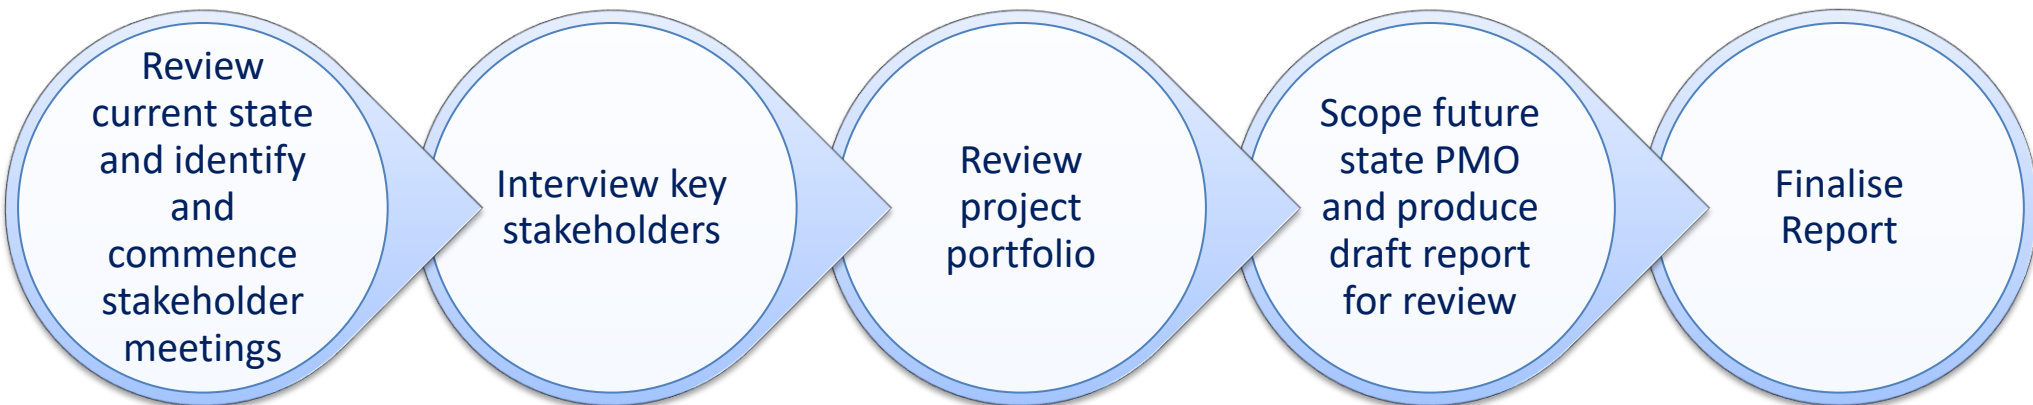 Review
current state
and identify
and
commence
stakeholder
meetings
Interview key
stakeholders
Review
project
portfolio
Scope future
state PMO
and produce
draft report
for review
Finalise
Report